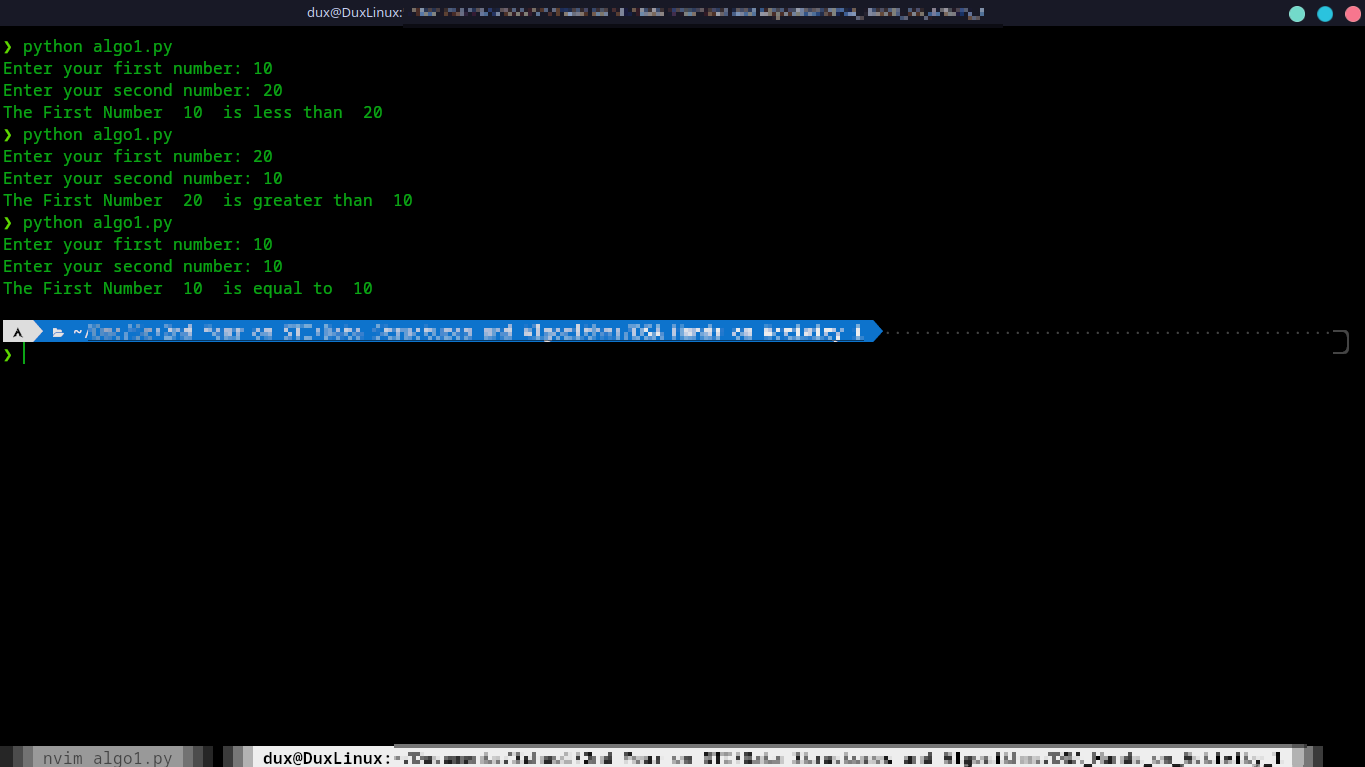 dux@DuxLinux:
❯ python algo1.py
Enter your first number: 10
Enter your second number: 20
The First Number  10  is less than  20
❯ python algo1.py
Enter your first number: 20
Enter your second number: 10
The First Number  20  is greater than  10
❯ python algo1.py
Enter your first number: 10
Enter your second number: 10
The First Number  10  is equal to  10
~/
❯
nvim algo1.py
dux@DuxLinux: